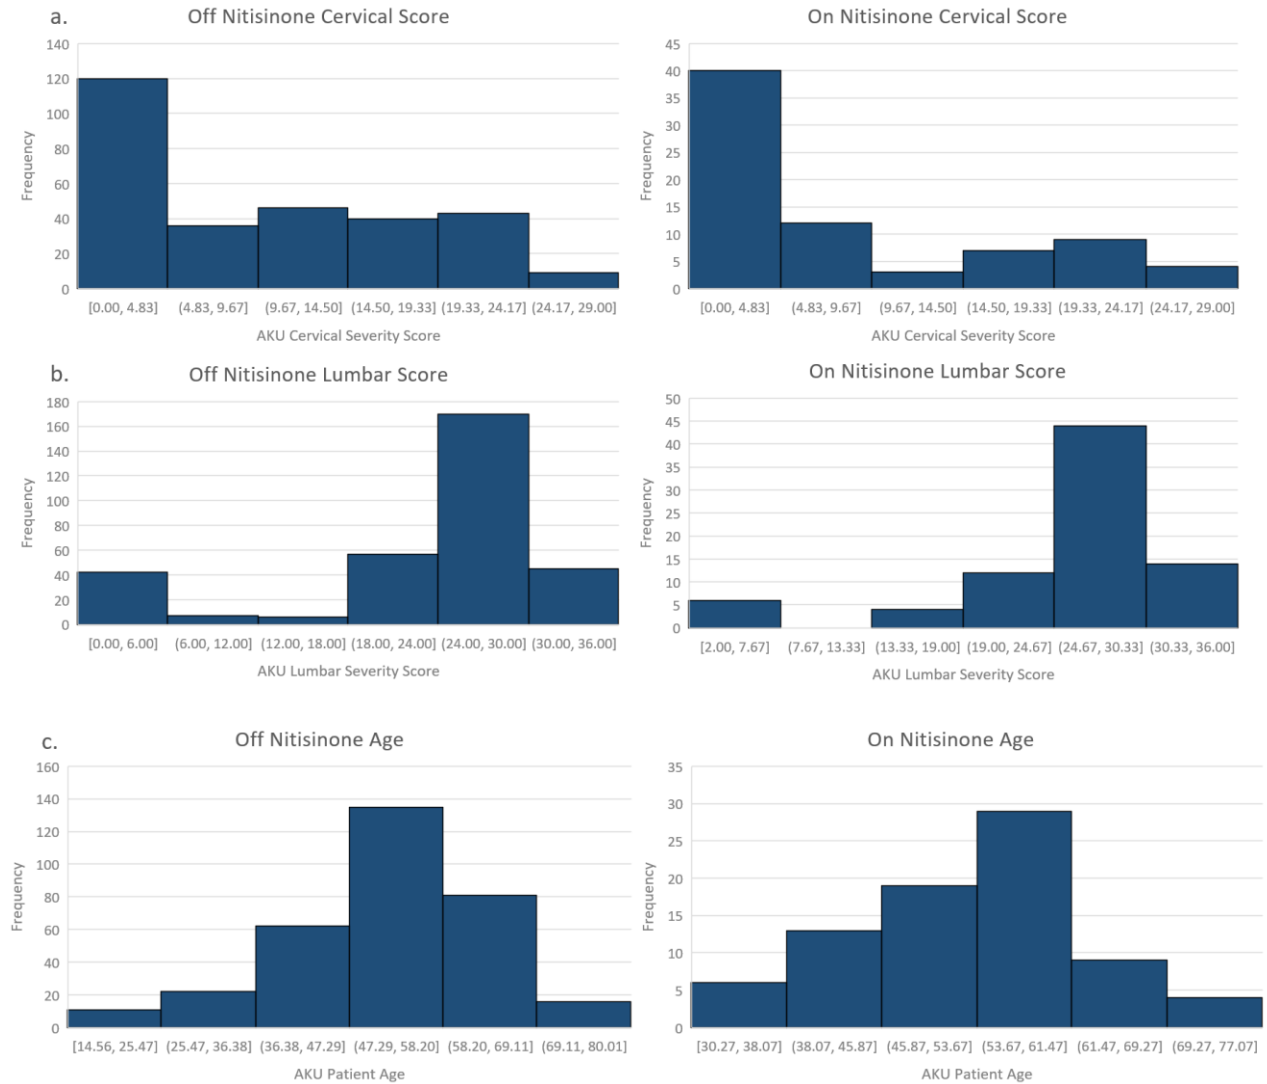 a.
Off Nitisinone Cervical Score
140
120
100
80
60
40
20
0
Frequency
[0.00, 4.83] (4.83, 9.67] (9.67, 14.50] (14.50, 19.33] (19.33, 24.17] (24.17, 29.00]
AKU Cervical Severity Score
On Nitisinone Cervical Score
45
40
35
30
25
20
15
10
5
0
Frequency
[0.00, 4.83] (4.83, 9.67] (9.67, 14.50] (14.50, 19.33] (19.33, 24.17] (24.17, 29.00]
AKU Cervical Severity Score
b.
Off Nitisinone Lumbar Score
180
160
140
120
100
80
60
40
20
0
Frequency
[0.00, 6.00] (6.00, 12.00] (12.00, 18.00] (18.00, 24.00] (24.00, 30.00] (30.00, 36.00]
AKU Lumbar Severity Score
On Nitisinone Lumbar Score
50
45
40
35
30
25
20
15
10
5
0
Frequency
[2.00, 7.67] (7.67, 13.33] (13.33, 19.00] (19.00, 24.67] (24.67, 30.33] (30.33, 36.00]
AKU Lumbar Severity Score
c.
Off Nitisinone Age
160
140
120
100
80
60
40
20
0
Frequency
[14.56, 25.47] (25.47, 36.38] (36.38, 47.29] (47.29, 58.20] (58.20, 69.11] (69.11, 80.01]
AKU Patient Age
On Nitisinone Age
35
30
25
20
15
10
5
0
Frequency
[30.27, 38.07] (38.07, 45.87] (45.87, 53.67] (53.67, 61.47] (61.47, 69.27] (69.27, 77.07]
AKU Patient Age